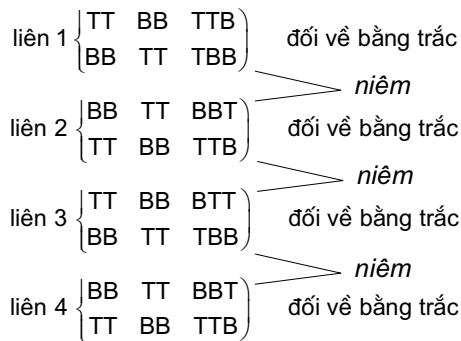 TT BB TTB
liên 1 đối về bằng trắc
BB TT TBB
niêm
BB TT BBT
liên 2 đối về bằng trắc
TT BB TTB
niêm
TT BB BTT
liên 3 đối về bằng trắc
BB TT TBB
niêm
BB TT BBT
liên 4 đối về bằng trắc
TT BB TTB